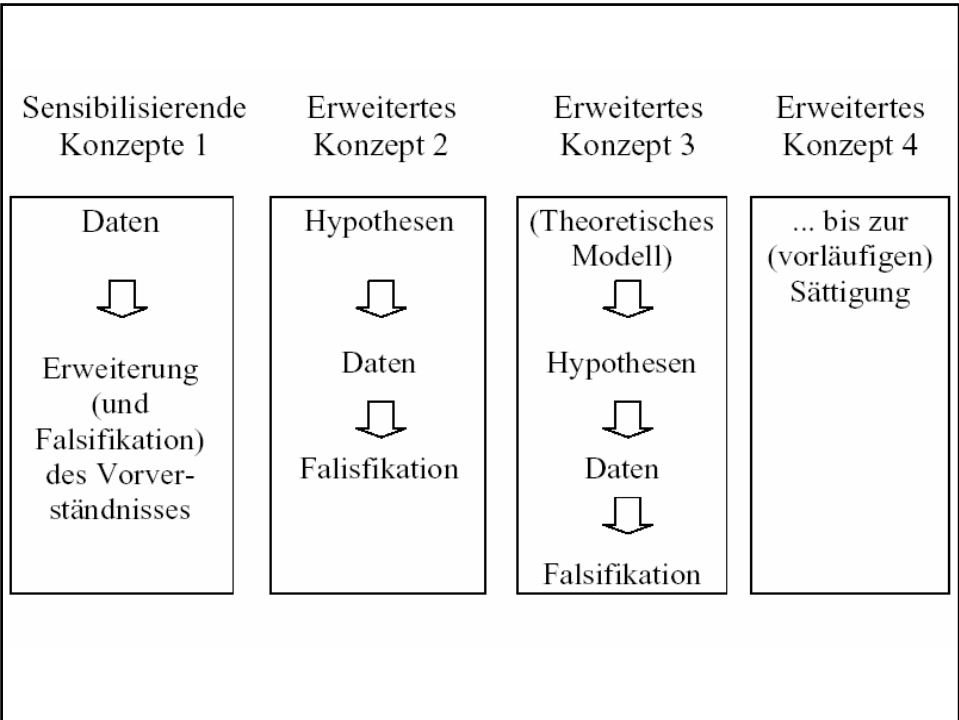 Sensibilisierende
Konzepte 1
Erweitertes
Konzept 2
Erweitertes
Konzept 3
Erweitertes
Konzept 4
Daten
Erweiterung
(und
Falsifikation)
des Vorver-
ständnisses
Hypothesen
Daten
Falisfikation
(Theoretisches
Modell)
Hypothesen
Daten
Falsifikation
... bis zur
(vorläufigen)
Sättigung